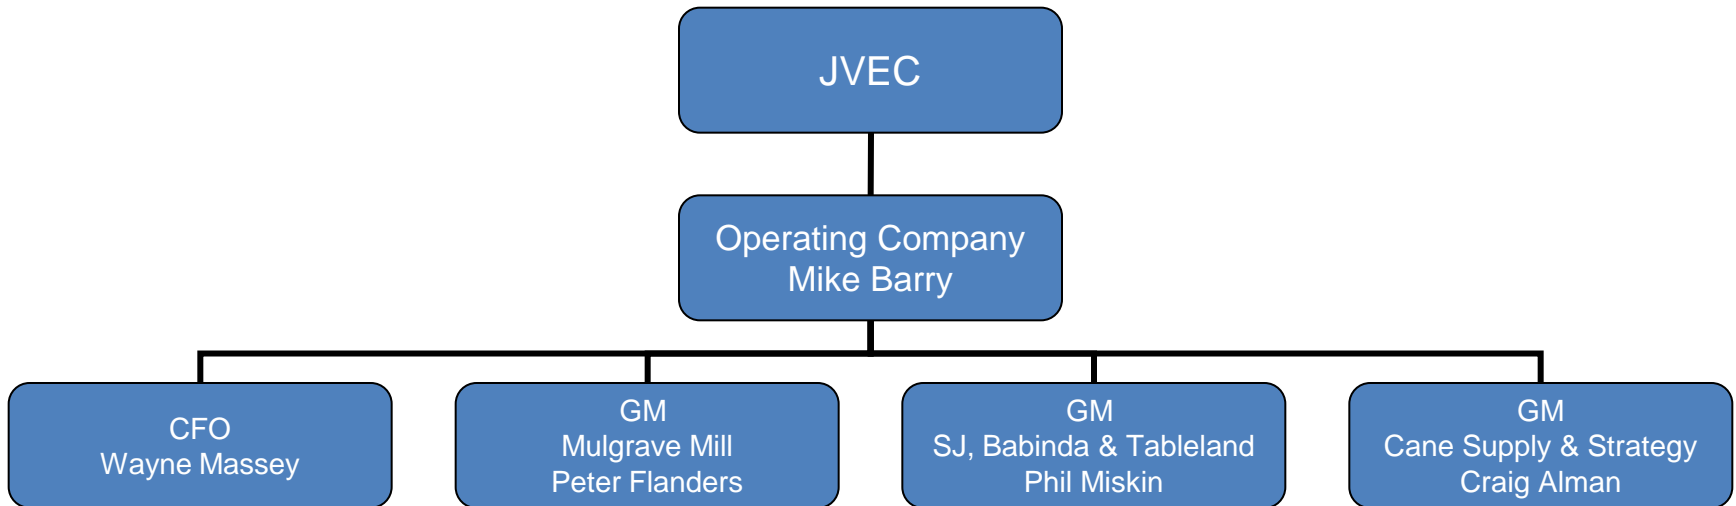 JVEC
Operating Company
Mike Barry
CFO
Wayne Massey
GM
Mulgrave Mill
Peter Flanders
GM
SJ, Babinda & Tableland
Phil Miskin
GM
Cane Supply & Strategy
Craig Alman